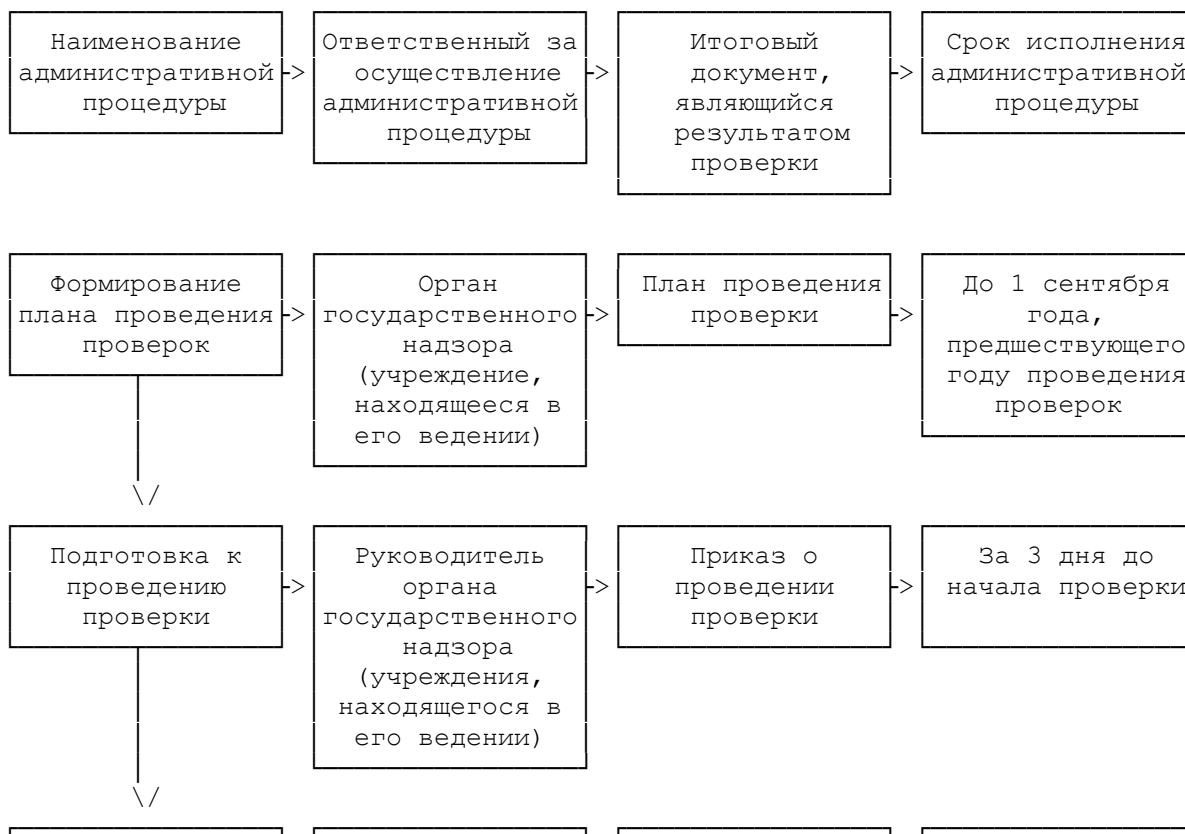 Наименование
административной
процедуры
->
Ответственный за
осуществление
административной
процедуры
->
Итоговый
документ,
являющийся
результатом
проверки
->
Срок исполнения
административной
процедуры
Формирование
плана проведения
проверок
->
Орган
государственного
надзора
(учреждение,
находящееся в
его ведении)
->
План проведения
проверки
->
До 1 сентября
года,
предшествующего
году проведения
проверок
\/
Подготовка к
проведению
проверки
->
Руководитель
органа
государственного
надзора
(учреждения,
находящегося в
его ведении)
->
Приказ о
проведении
проверки
->
За 3 дня до
начала проверки
\/